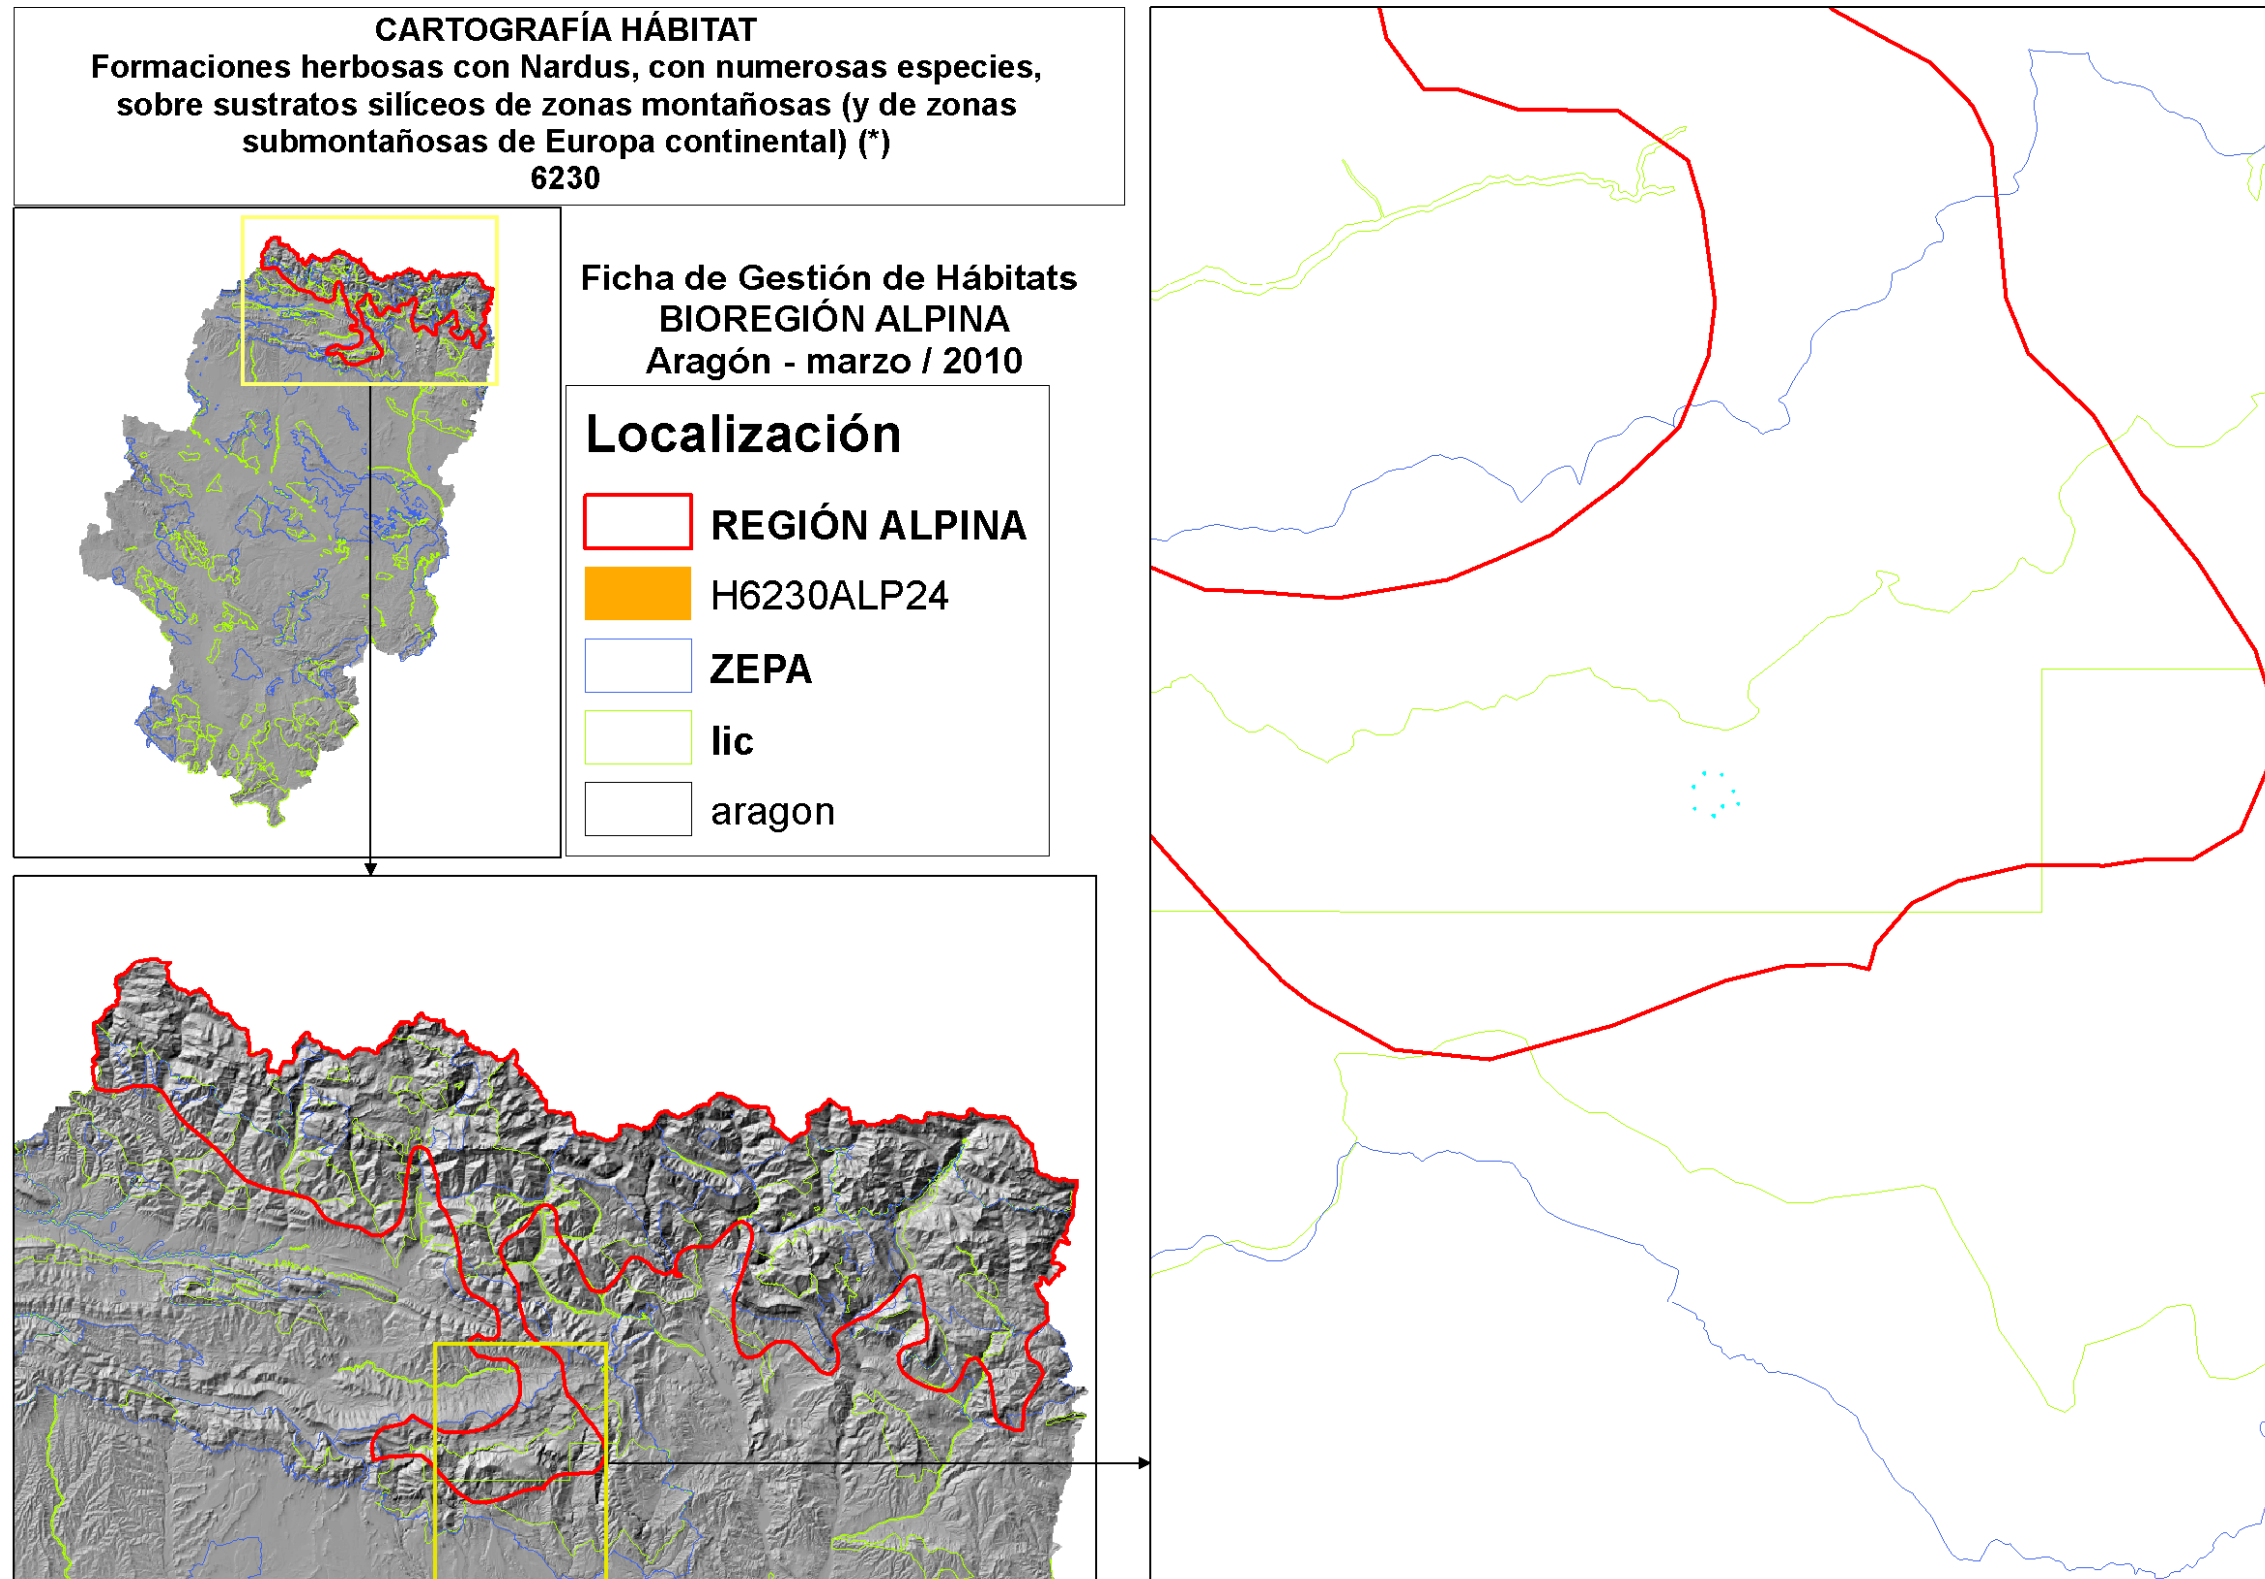 CARTOGRAFÍA HÁBITAT
Formaciones herbosas con Nardus, con numerosas especies,
sobre sustratos silíceos de zonas montañosas (y de zonas
submontañosas de Europa continental) (*)
6230
Ficha de Gestión de Hábitats
BIOREGIÓN ALPINA
Aragón - marzo / 2010
Localización
REGIÓN ALPINA
H6230ALP24
ZEPA
lic
aragon